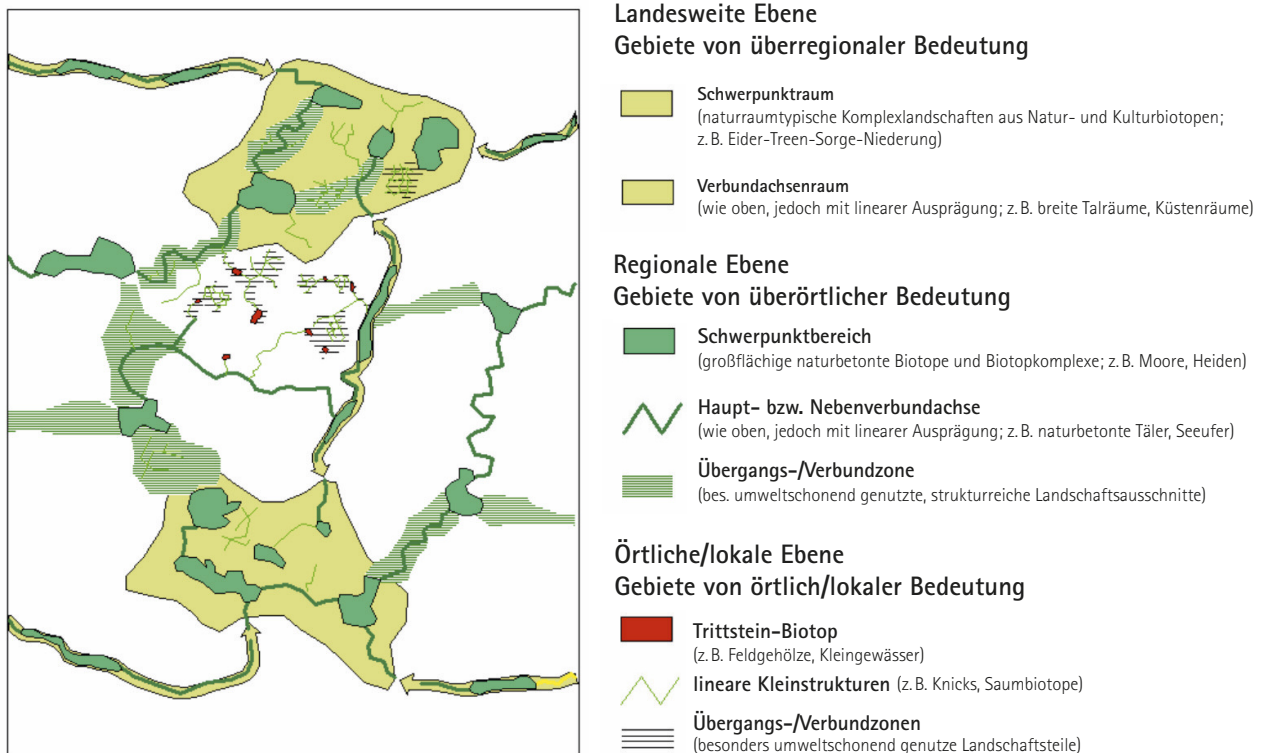 Landesweite Ebene
Gebiete von überregionaler Bedeutung
Schwerpunktraum
(naturraumtypische Komplexlandschaften aus Natur- und Kulturbiotopen;
z. B. Eider-Treen-Sorge-Niederung)
Verbundachsenraum
(wie oben, jedoch mit linearer Ausprägung; z. B. breite Talräume, Küstenräume)
Regionale Ebene
Gebiete von überörtlicher Bedeutung
Schwerpunktbereich
(großflächige naturbetonte Biotope und Biotopkomplexe; z. B. Moore, Heiden)
Haupt- bzw. Nebenverbundachse
(wie oben, jedoch mit linearer Ausprägung; z. B. naturbetonte Täler, Seeufer)
Übergangs-/Verbundzone
(bes. umweltschonend genutzte, strukturreiche Landschaftsausschnitte)
Örtliche/lokale Ebene
Gebiete von örtlich/lokaler Bedeutung
Trittstein-Biotop
(z. B. Feldgehölze, Kleingewässer)
lineare Kleinstrukturen (z. B. Knicks, Saumbiotope)
Übergangs-/Verbundzonen
(besonders umweltschonend genutze Landschaftsteile)